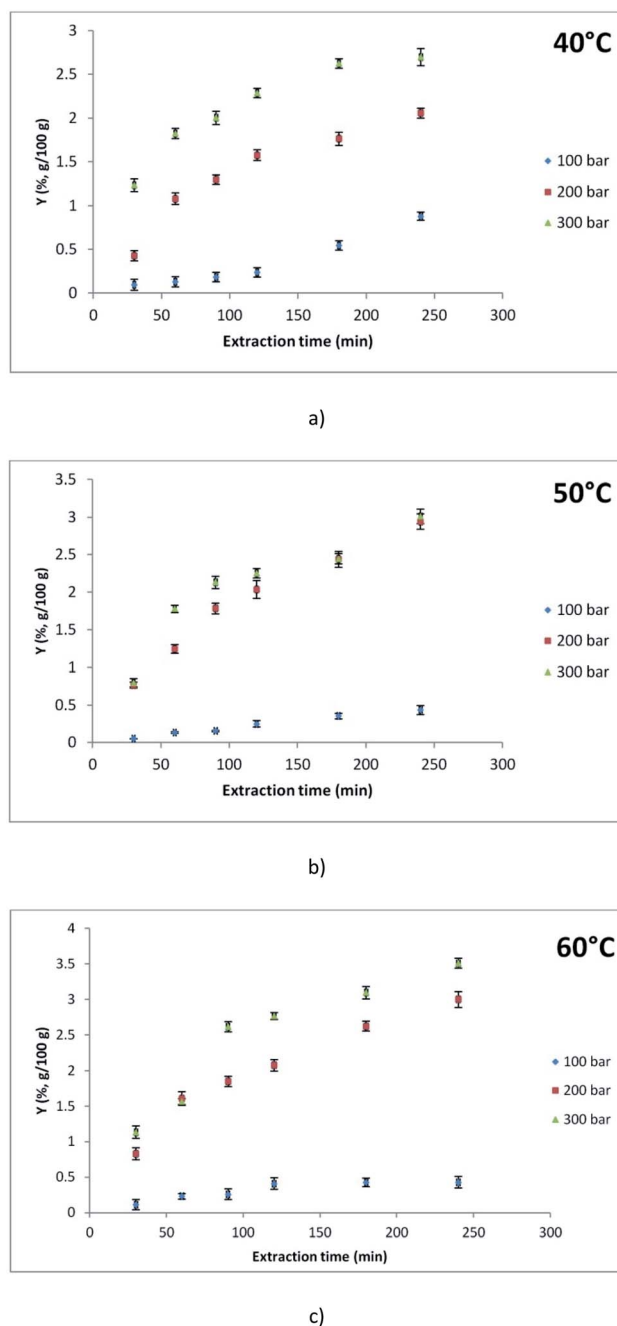 40°C
3
2.5
2
1.5
1
0.5
0
Y (%, g/100 g)
0 50 100 150 200 250 300
Extraction time (min)
100 bar
200 bar
300 bar
a)
50°C
3.5
3
2.5
2
1.5
1
0.5
0
Y (%, g/100 g)
0 50 100 150 200 250 300
Extraction time (min)
100 bar
200 bar
300 bar
b)
60°C
4
3.5
3
2.5
2
1.5
1
0.5
0
Y (%, g/100 g)
0 50 100 150 200 250 300
Extraction time (min)
100 bar
200 bar
300 bar
c)